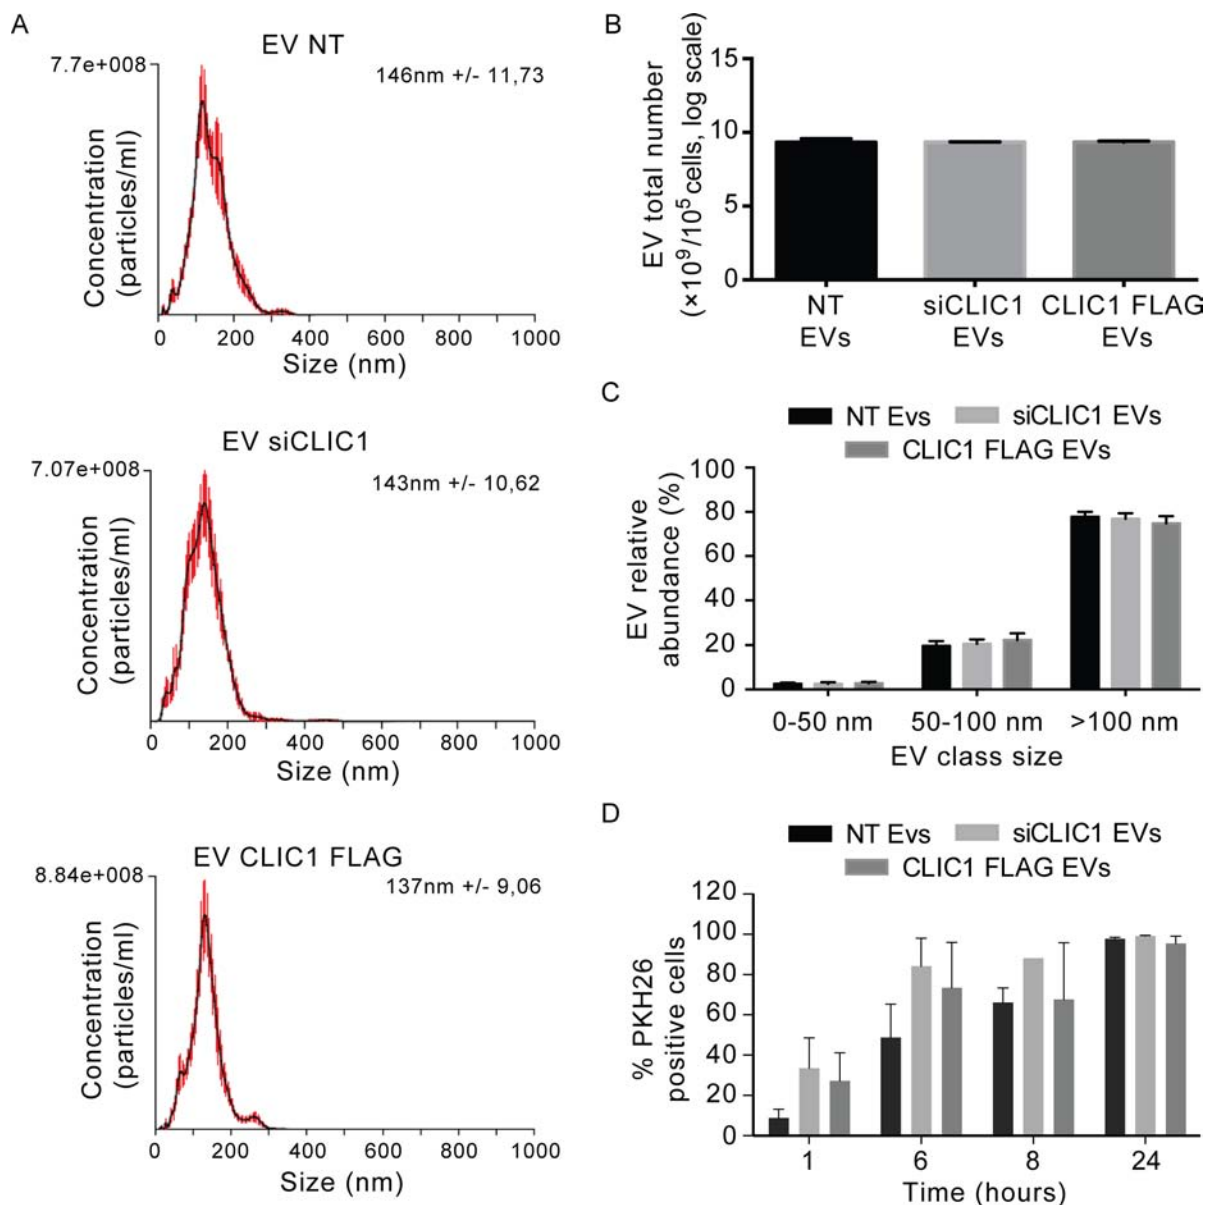 A
EV NT
7.7e+008
146nm +/- 11,73
Concentration
(particles/ml)
0 200 400 600 800 1000
Size (nm)
EV siCLIC1
7.07e+008
143nm +/- 10,62
Concentration
(particles/ml)
0 200 400 600 800 1000
Size (nm)
EV CLIC1 FLAG
8.84e+008
137nm +/- 9,06
Concentration
(particles/ml)
0 200 400 600 800 1000
Size (nm)
B
EV total number
(×10⁹/10⁵ cells, log scale)
15
10
5
0
NT siCLIC1 CLIC1 FLAG
EVs EVs EVs
C
NT Evs siCLIC1 EVs
CLIC1 FLAG EVs
EV relative
abundance (%)
100
80
60
40
20
0
0-50 nm 50-100 nm >100 nm
EV class size
D
NT Evs siCLIC1 EVs
CLIC1 FLAG EVs
% PKH26
positive cells
120
100
80
60
40
20
0
1 6 8 24
Time (hours)